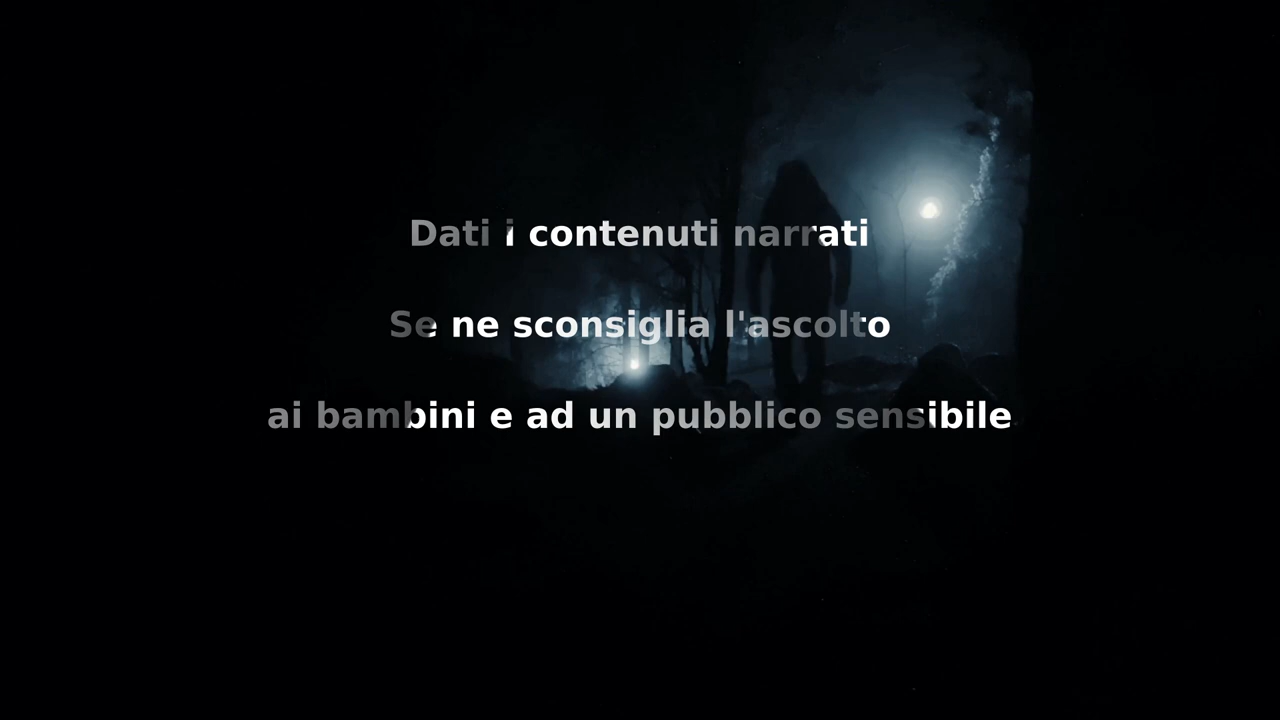 Dati i contenuti narrati
Se ne sconsiglia l'ascolto
ai bambini e ad un pubblico sensibile